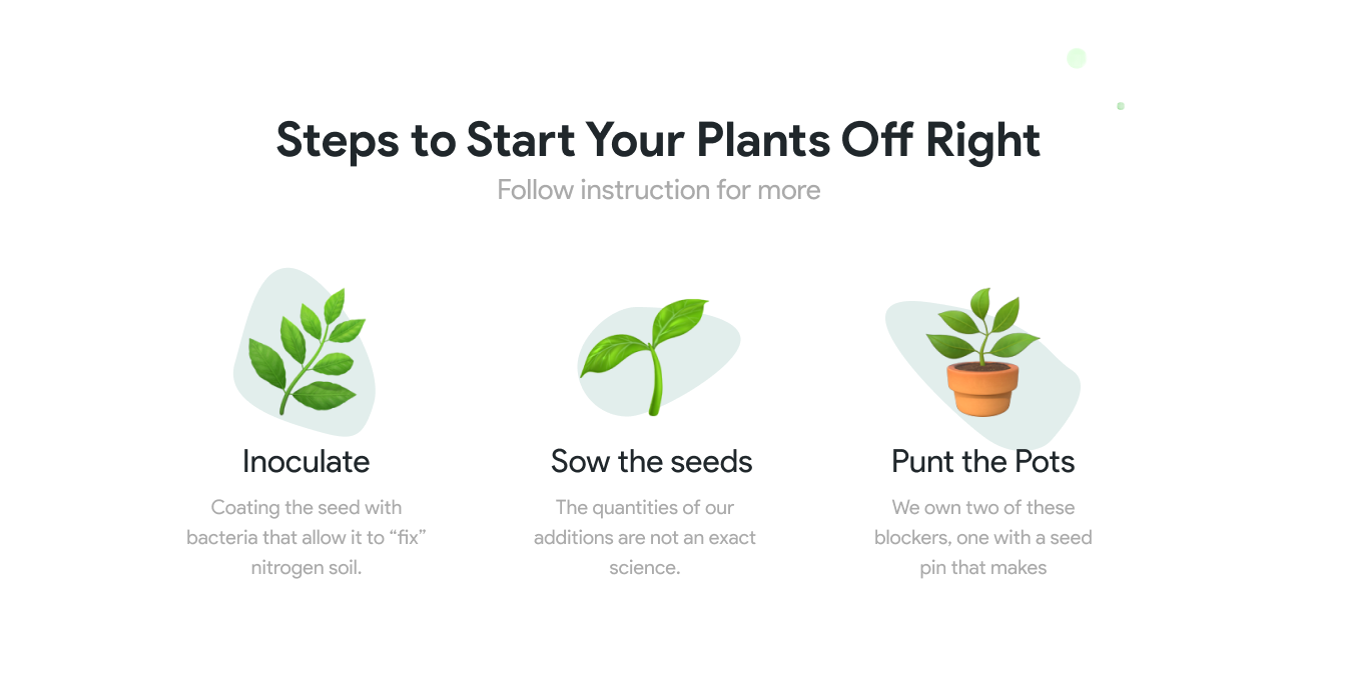 Steps to Start Your Plants Off Right
Follow instruction for more
Inoculate
Coating the seed with
bacteria that allow it to “fix”
nitrogen soil.
Sow the seeds
The quantities of our
additions are not an exact
science.
Punt the Pots
We own two of these
blockers, one with a seed
pin that makes